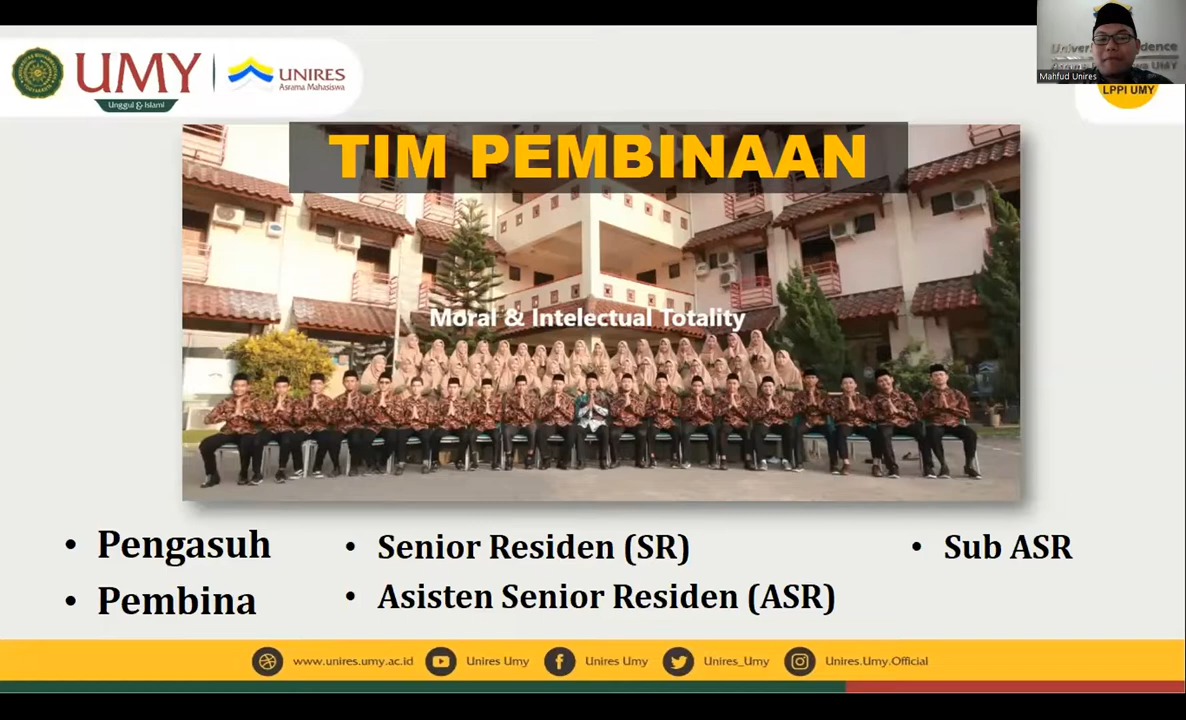 UMY
Unggul & Islami
UNIRES
Asrama Mahasiswa
Mahfud Unires
LPPI UMY
TIM PEMBINAAN
Moral & Intelectual Totality
• Pengasuh
• Pembina
• Senior Residen (SR)
• Asisten Senior Residen (ASR)
• Sub ASR
www.unires.umy.ac.id
Unires Umy
Unires Umy
Unires_Umy
Unires.Umy.Official